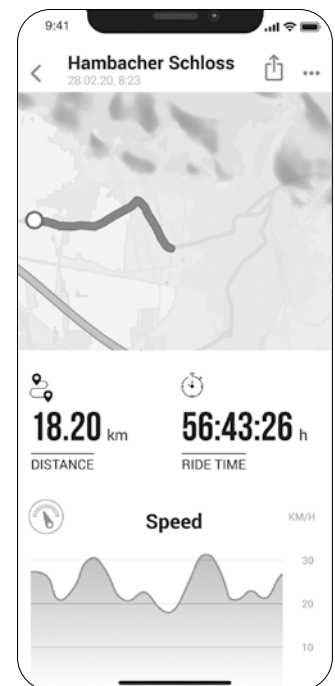 9:41
Hambacher Schloss
28.02.20, 8:23
18.20 km
DISTANCE
56:43:26 h
RIDE TIME
Speed
KM/H
30
20
10